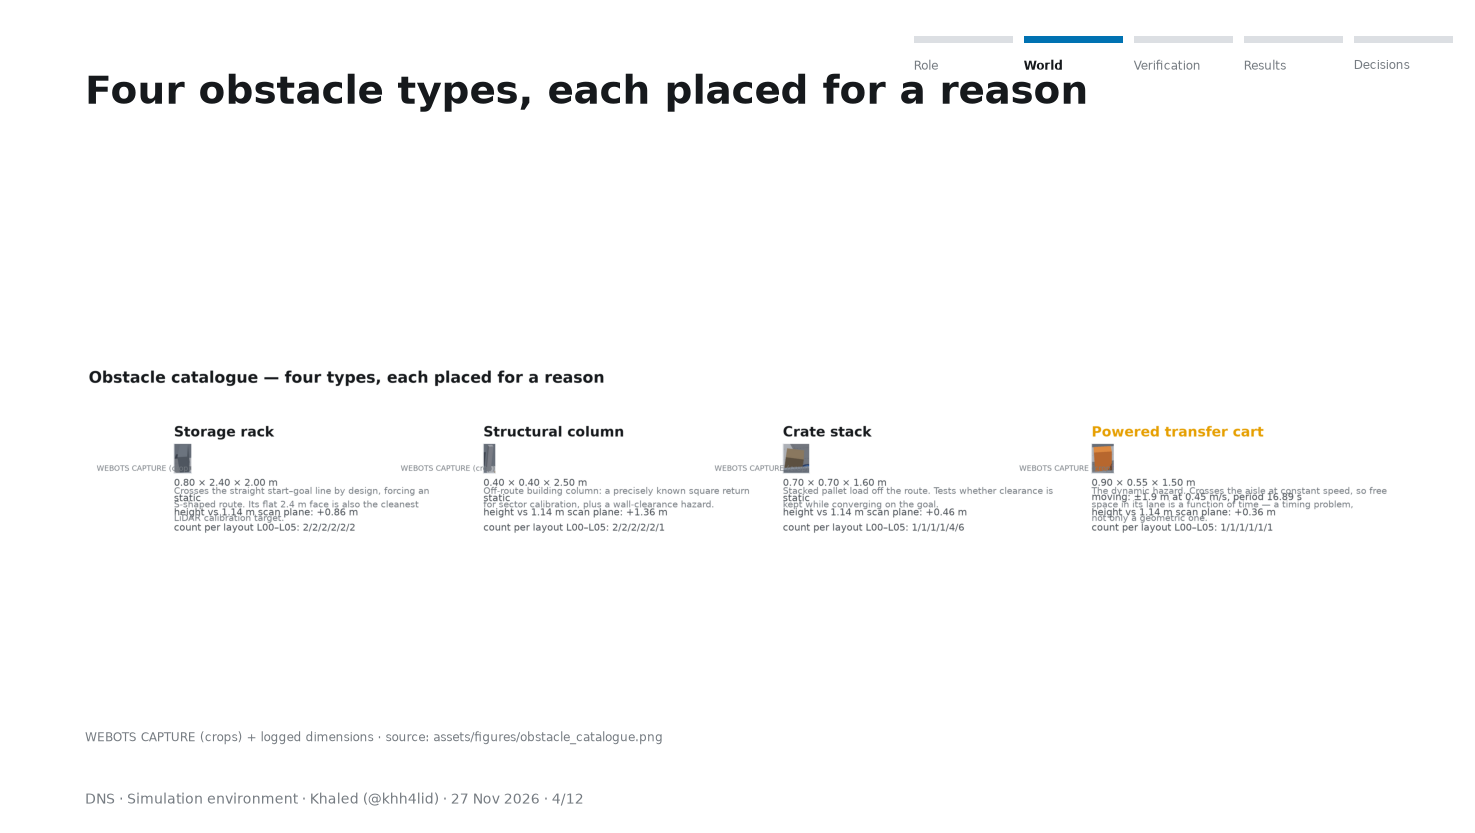 Role
World
Verification
Results
Decisions
Four obstacle types, each placed for a reason
Obstacle catalogue — four types, each placed for a reason
Storage rack
WEBOTS CAPTURE
0.80 × 2.40 × 2.00 m
static
Crosses the straight start–goal line by design, forcing an
S-shaped route. Its flat 2.4 m face is also the cleanest
LIDAR calibration target.
height vs 1.14 m scan plane: +0.86 m
count per layout L00–L05: 2/2/2/2/2/2
Structural column
WEBOTS CAPTURE
0.40 × 0.40 × 2.50 m
static
Off-route building column: a precisely known square return
for sector calibration, plus a wall-clearance hazard.
height vs 1.14 m scan plane: +1.36 m
count per layout L00–L05: 2/2/2/2/2/1
Crate stack
WEBOTS CAPTURE
0.70 × 0.70 × 1.60 m
static
Stacked pallet load off the route. Tests whether clearance is
kept while converging on the goal.
height vs 1.14 m scan plane: +0.46 m
count per layout L00–L05: 1/1/1/1/4/6
Powered transfer cart
WEBOTS CAPTURE
0.90 × 0.55 × 1.50 m
moving: ±1.9 m at 0.45 m/s, period 16.89 s
The dynamic hazard. Crosses the aisle at constant speed, so free
space in its lane is a function of time — a timing problem,
not only a geometric one.
height vs 1.14 m scan plane: +0.36 m
count per layout L00–L05: 1/1/1/1/1/1
WEBOTS CAPTURE (crops) + logged dimensions · source: assets/figures/obstacle_catalogue.png
DNS · Simulation environment · Khaled (@khh4lid) · 27 Nov 2026 · 4/12